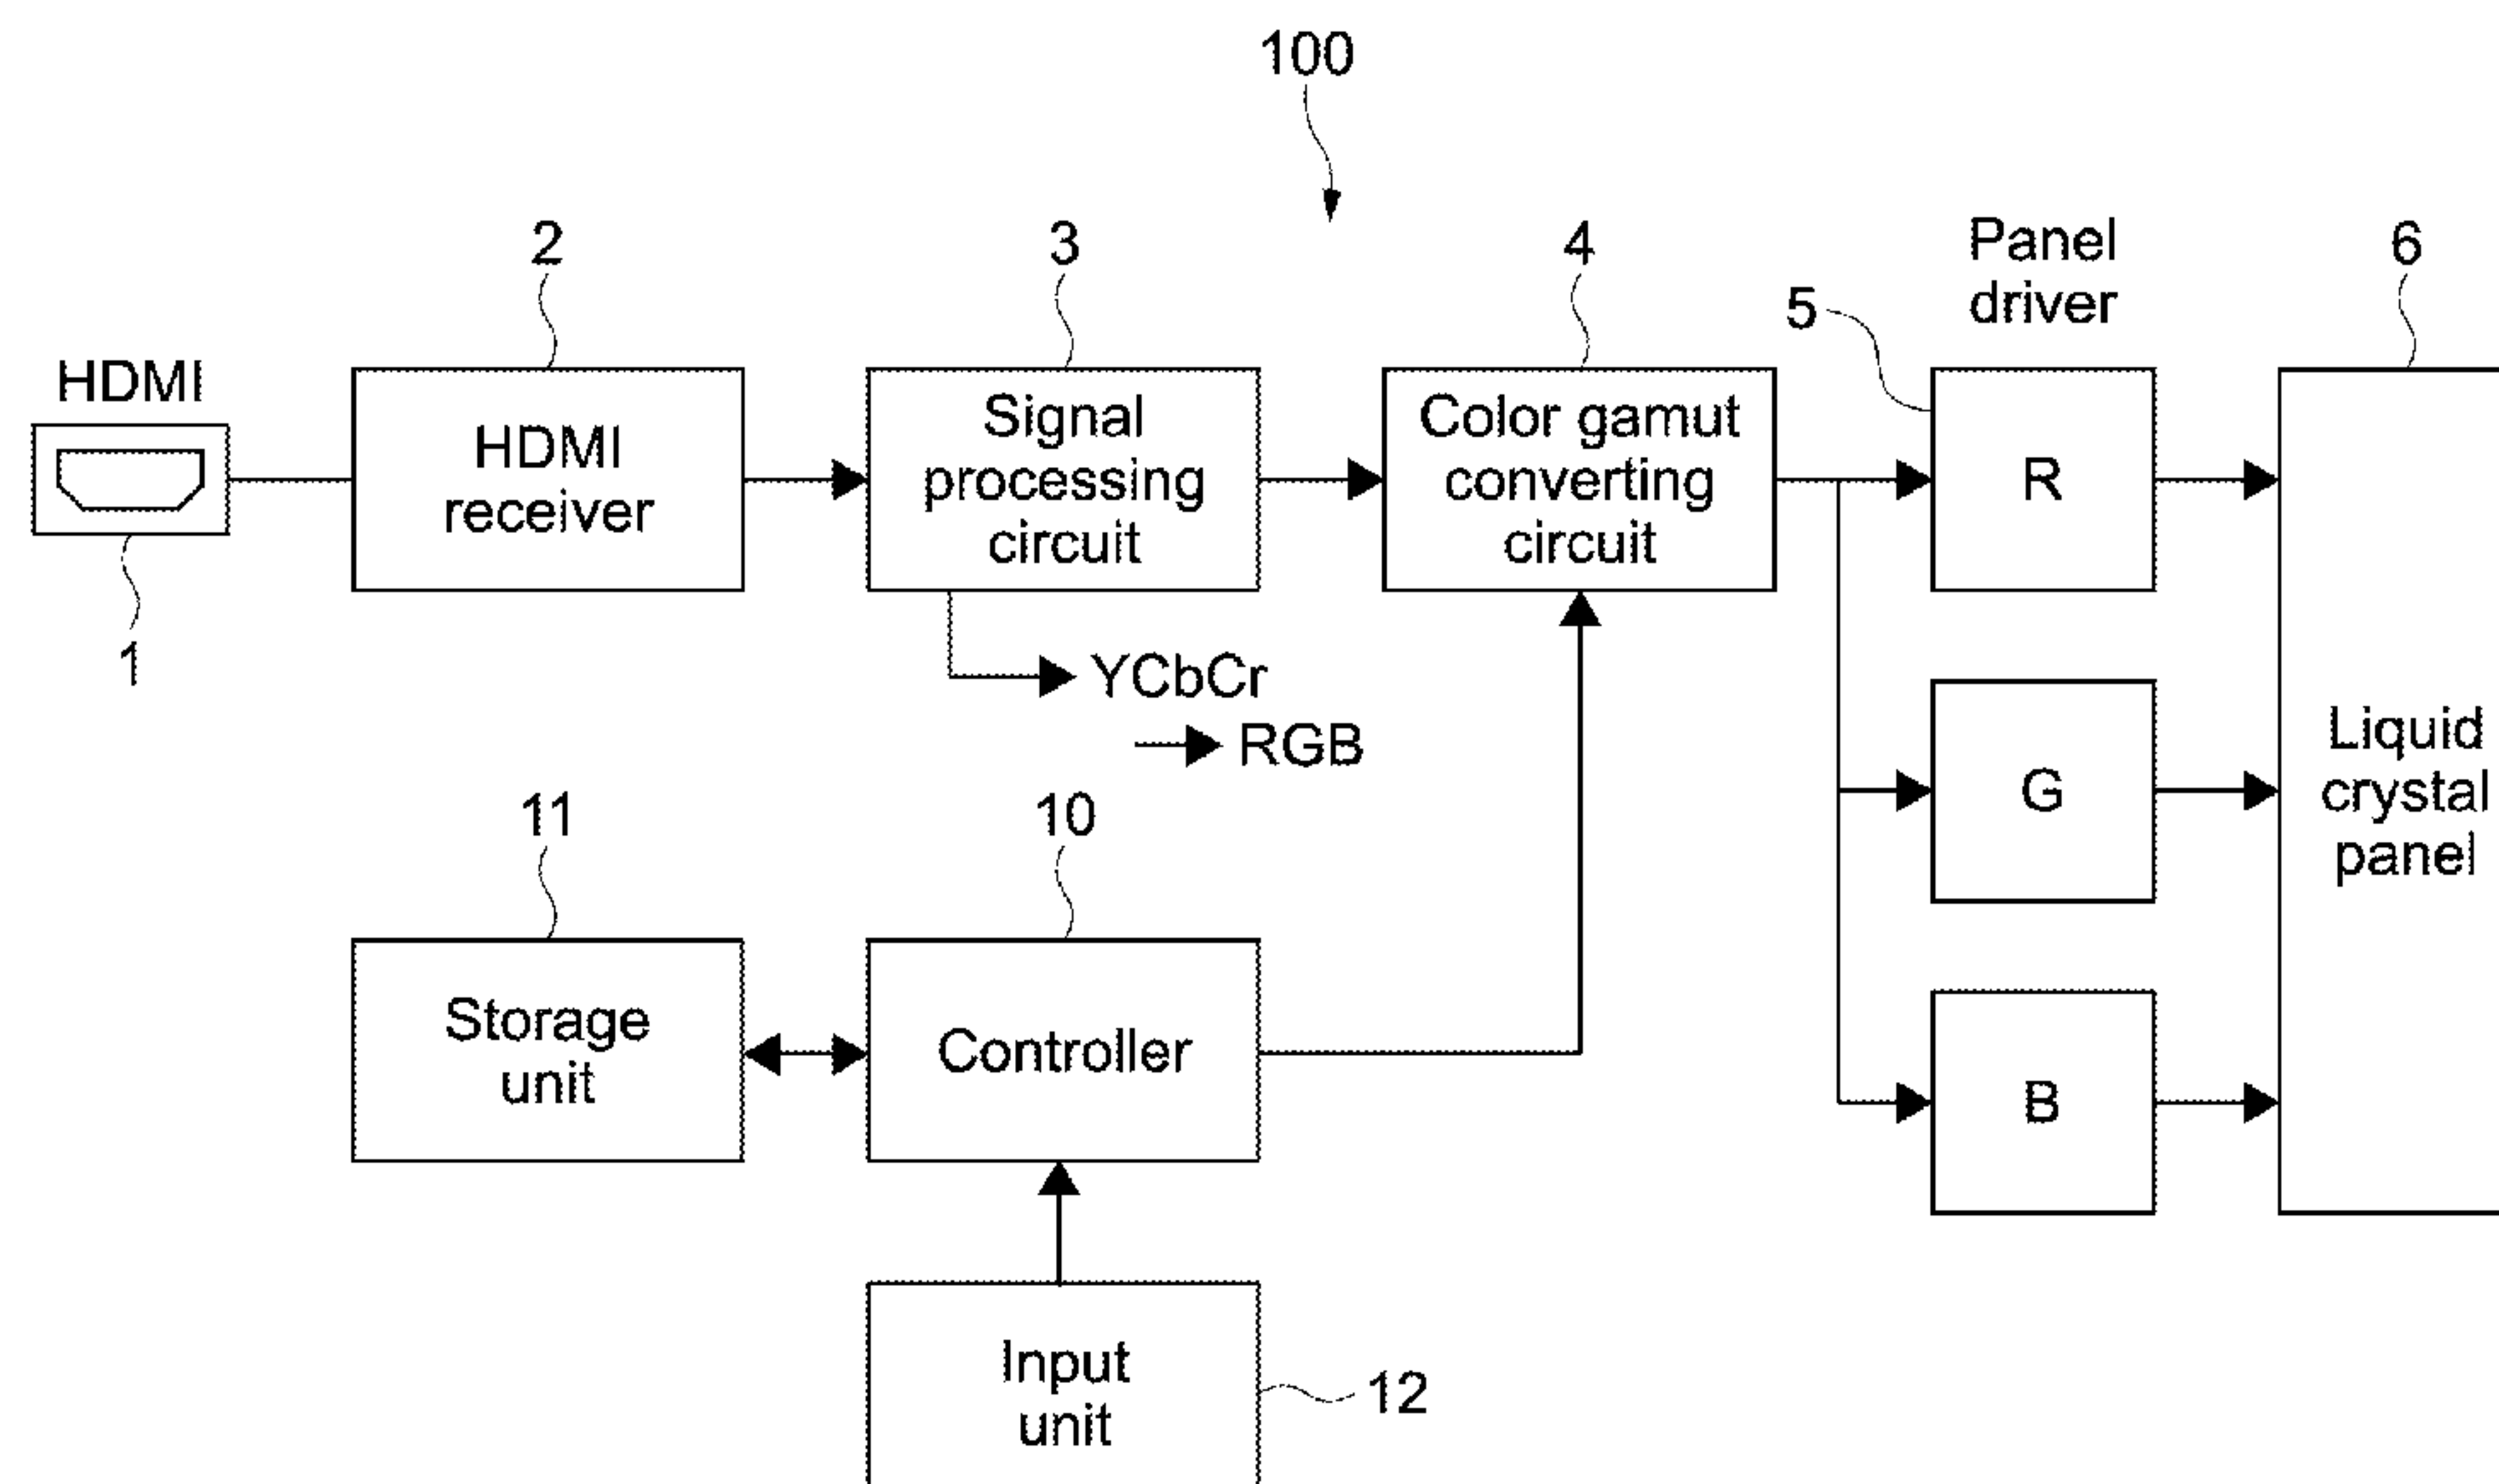 100
2
3
4
Panel
driver
5
6
HDMI
1
HDMI
receiver
Signal
processing
circuit
Color gamut
converting
circuit
R
YCbCr
RGB
G
Liquid
crystal
panel
11
10
Storage
unit
Controller
B
Input
unit
12